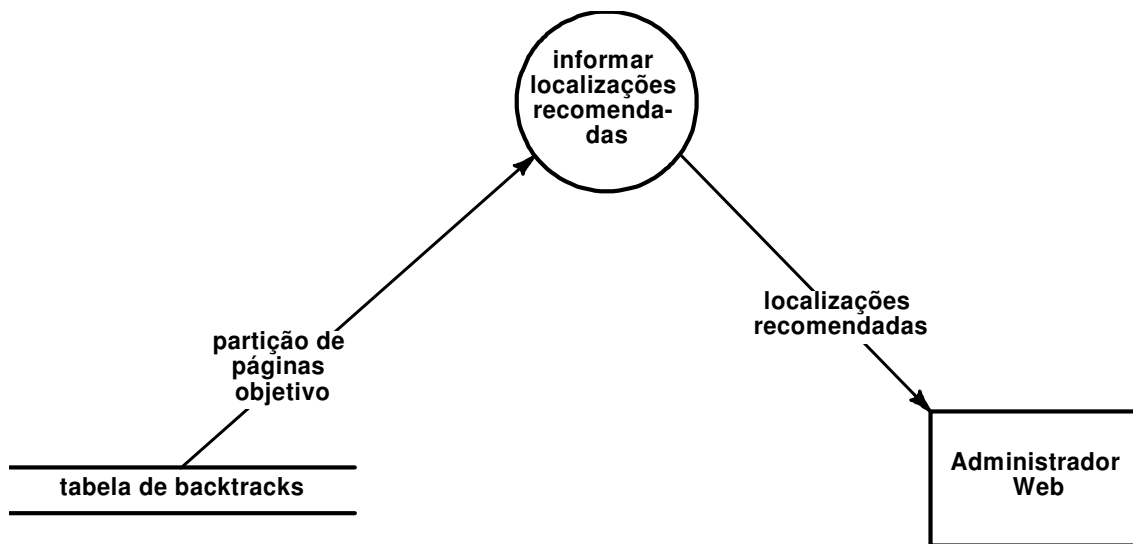 informar
localizações
recomenda-
das
localizações
recomendadas
partição de
páginas
objetivo
tabela de backtracks
Administrador
Web